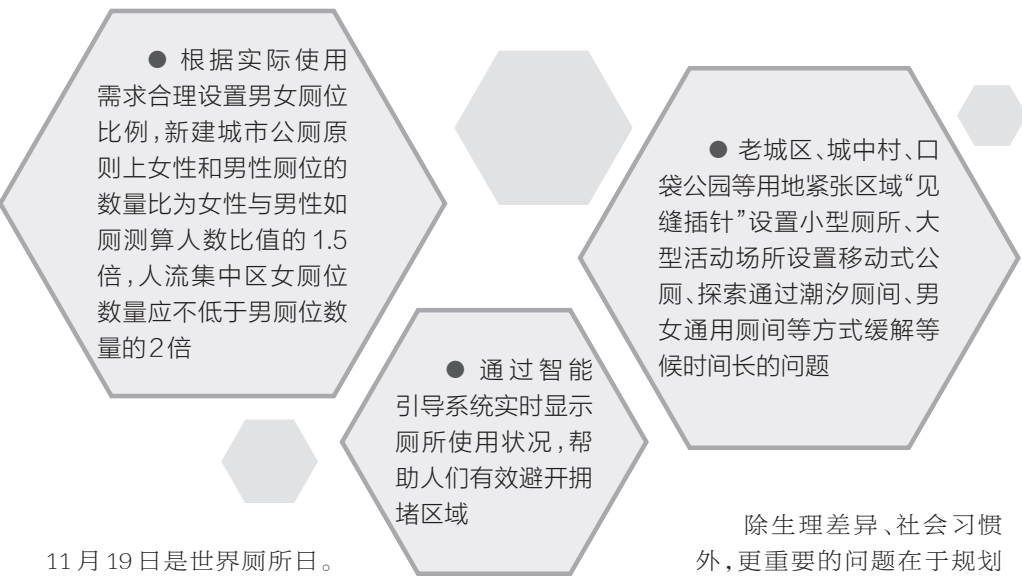 ● 根据实际使用
需求合理设置男女厕位
比例,新建城市公厕原
则上女性和男性厕位的
数量比为女性与男性如
厕测算人数比值的1.5
倍,人流集中区女厕位
数量应不低于男厕位数
量的2倍
● 老城区、城中村、口
袋公园等用地紧张区域“见
缝插针”设置小型厕所、大
型活动场所设置移动式公
厕、探索通过潮汐厕间、男
女通用厕间等方式缓解等
候时间长的问题
● 通过智能
引导系统实时显示
厕所使用状况,帮
助人们有效避开拥
堵区域
11月19日是世界厕所日。
除生理差异、社会习惯
外,更重要的问题在于规划